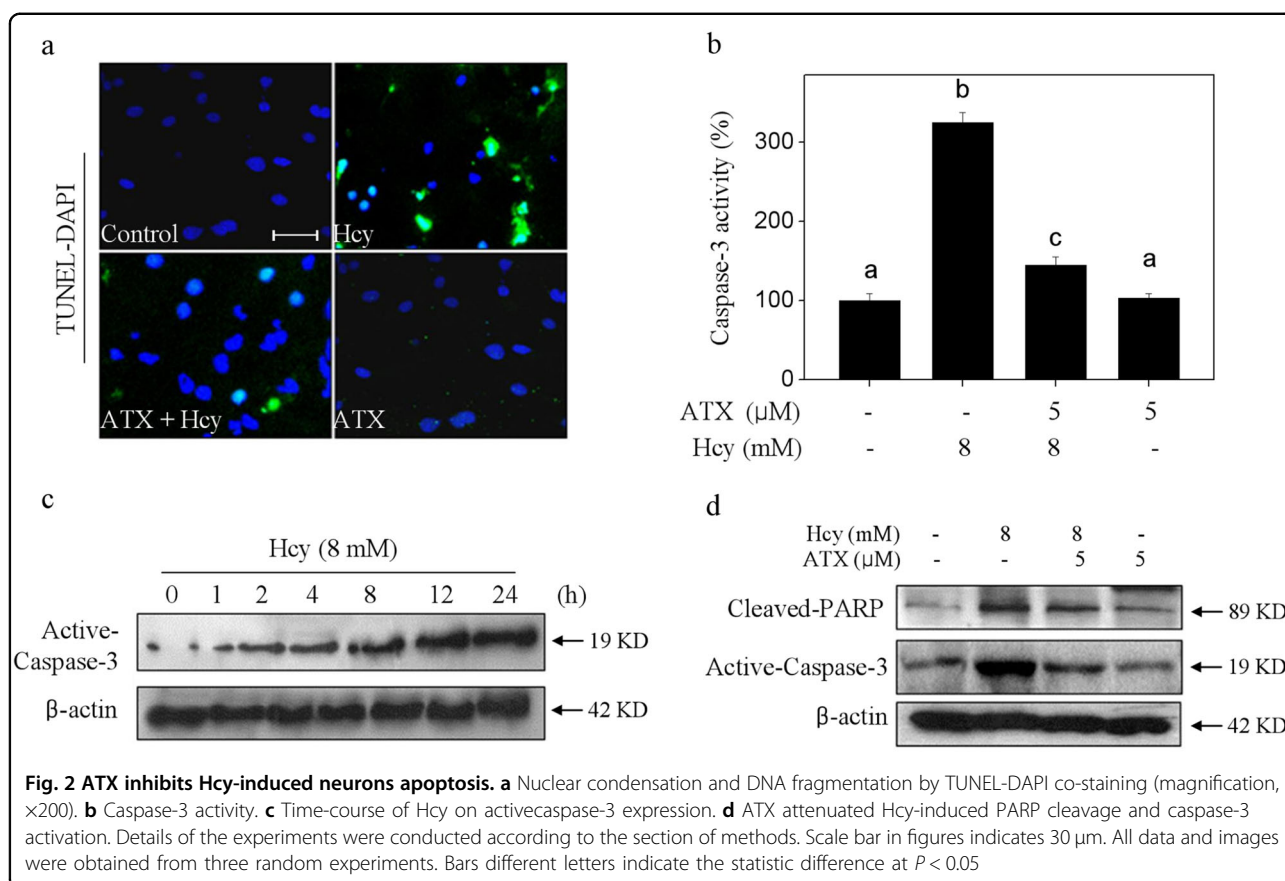 a
TUNEL-DAPI
Control
Hcy
ATX + Hcy
ATX
b
Caspase-3 activity (%)
300
200
100
0
a
b
c
a
ATX (μM) - - 5 5
Hcy (mM) - 8 8 -
c
Hcy (8 mM)
0 1 2 4 8 12 24 (h)
Active-
Caspase-3
19 KD
β-actin
42 KD
d
Hcy (mM) - 8 8 -
ATX (μM) - - 5 5
Cleaved-PARP
89 KD
Active-Caspase-3
19 KD
β-actin
42 KD
Fig. 2 ATX inhibits Hcy-induced neurons apoptosis. a Nuclear condensation and DNA fragmentation by TUNEL-DAPI co-staining (magnification,
×200). b Caspase-3 activity. c Time-course of Hcy on activecaspase-3 expression. d ATX attenuated Hcy-induced PARP cleavage and caspase-3
activation. Details of the experiments were conducted according to the section of methods. Scale bar in figures indicates 30 μm. All data and images
were obtained from three random experiments. Bars different letters indicate the statistic difference at P < 0.05